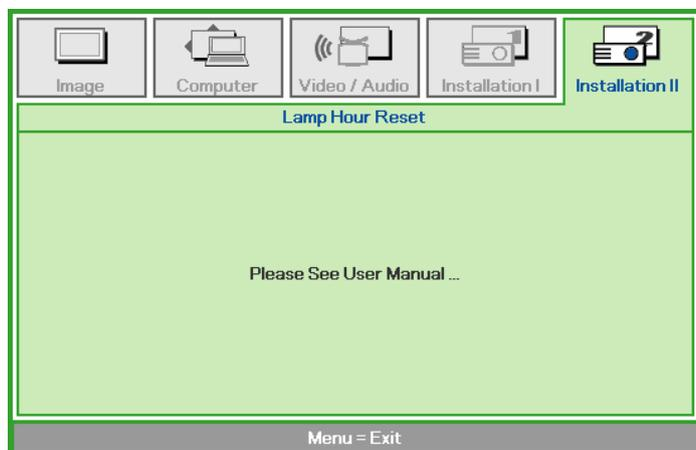 Image
Computer
Video / Audio
Installation I
Installation II
Lamp Hour Reset
Please See User Manual ...
Menu = Exit